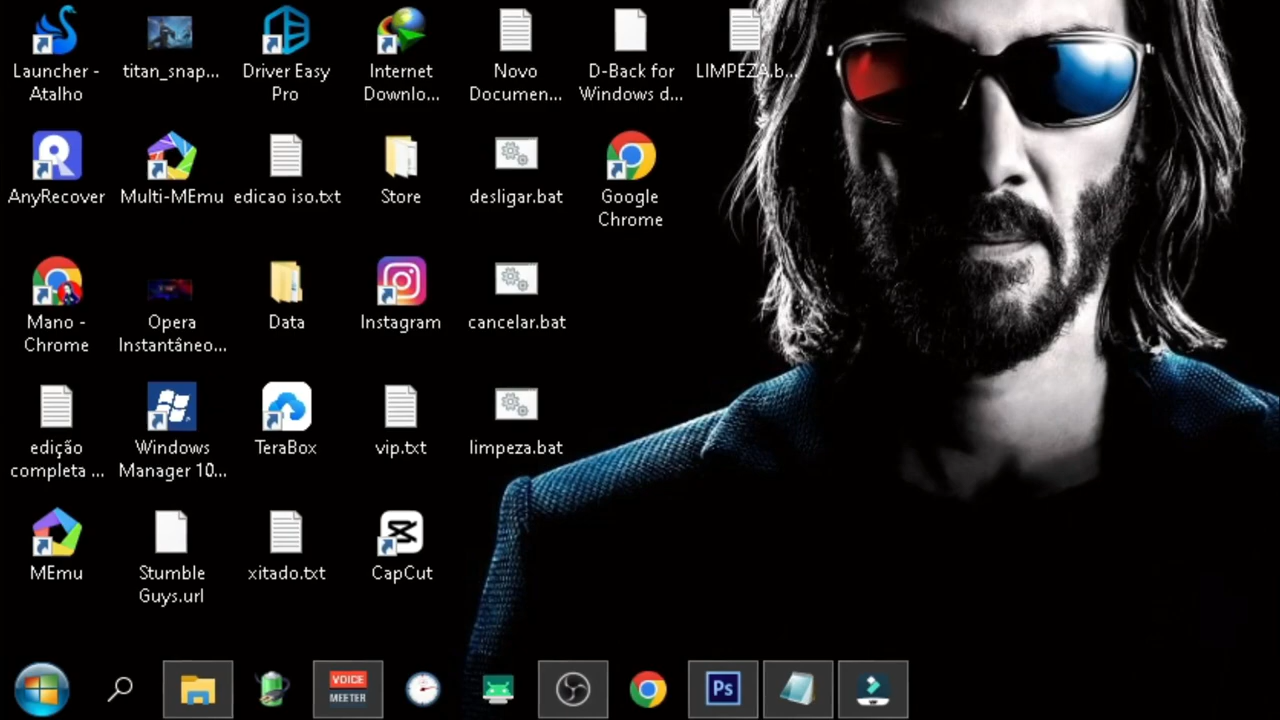 Launcher -
Atalho
titan_snap...
Driver Easy
Pro
Internet
Downlo...
Novo
Documen...
D-Back for
Windows d...
LIMPEZA.b...
AnyRecover
Multi-MEmu
edicao iso.txt
Store
desligar.bat
Google
Chrome
Mano -
Chrome
Opera
Instantâneo...
Data
Instagram
cancelar.bat
edição
completa ...
Windows
Manager 10...
TeraBox
vip.txt
limpeza.bat
MEmu
Stumble
Guys.url
xitado.txt
CapCut
VOICE
MEETER
Ps